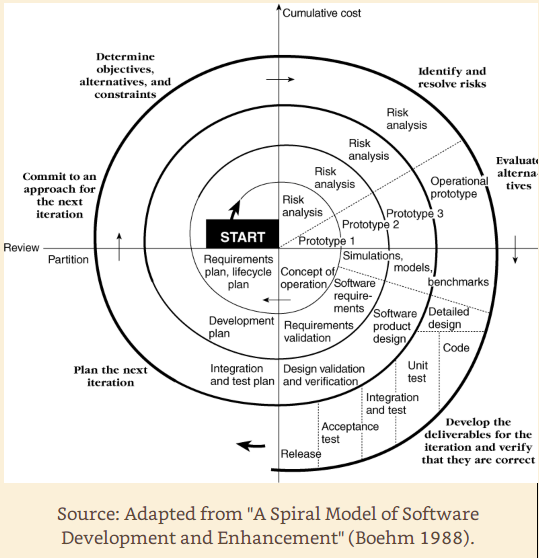 Cumulative cost
Determine
objectives,
alternatives, and
constraints
Identify and
resolve risks
Risk
analysis
Risk
analysis
Risk
analysis
Risk
analysis
Evaluate
alterna-
tives
Commit to an
approach for
the next
iteration
Operational
prototype
Prototype 3
Prototype 2
Prototype 1
START
Review
Partition
Requirements
plan, lifecycle
plan
Concept of
operation
Simulations,
models,
benchmarks
Software
require-
ments
Software
product
design
Detailed
design
Development
plan
Requirements
validation
Code
Unit
test
Plan the next
iteration
Integration
and test plan
Design validation
and verification
Integration
and test
Acceptance
test
Release
Develop the
deliverables for the
iteration and verify
that they are correct
Source: Adapted from "A Spiral Model of Software
Development and Enhancement" (Boehm 1988).